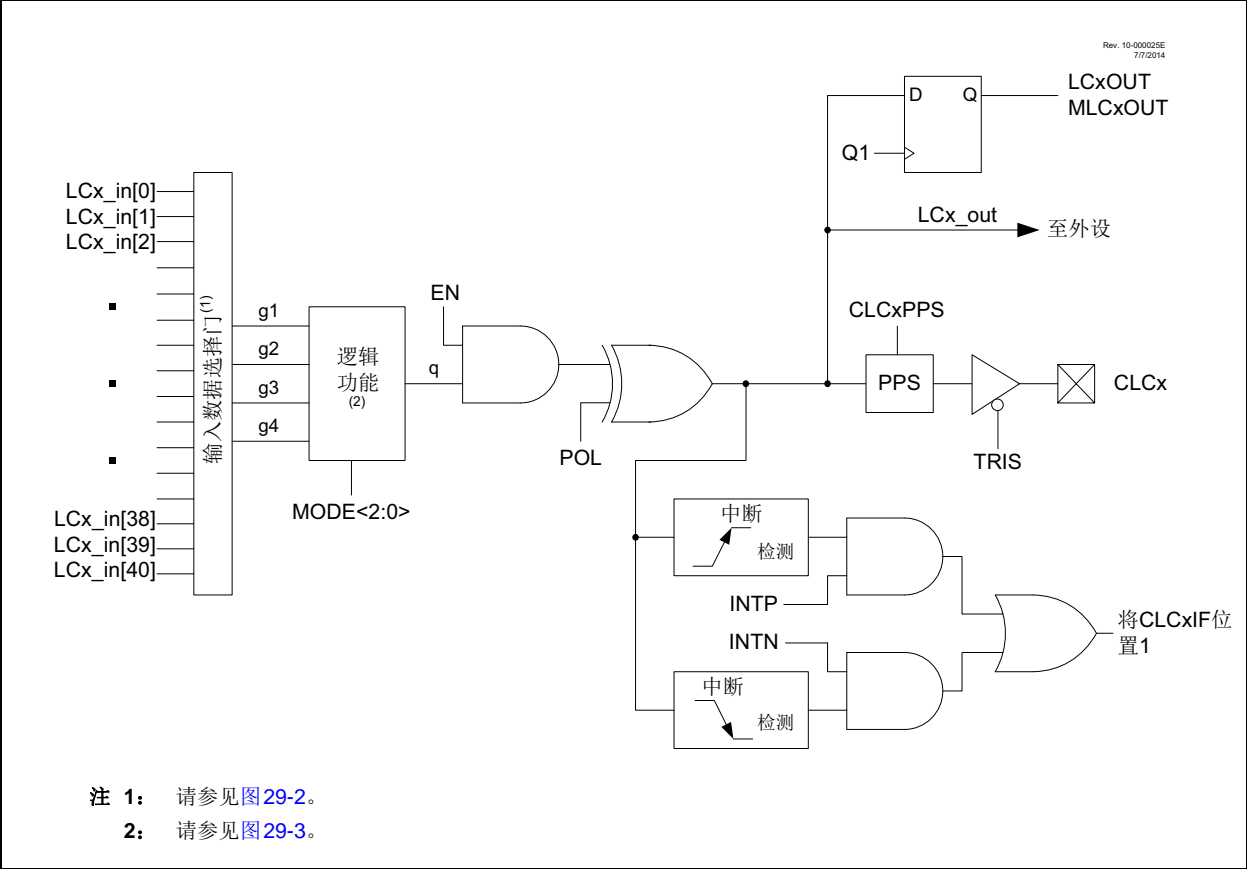 Rev. 10-000025E
7/7/2014
LCxOUT
MLCxOUT
D
Q
Q1
LCx_out
至外设
LCx_in[0]
LCx_in[1]
LCx_in[2]
LCx_in[38]
LCx_in[39]
LCx_in[40]
输入数据选择门(1)
g1
g2
g3
g4
逻辑
功能
(2)
MODE<2:0>
q
EN
POL
CLCxPPS
PPS
TRIS
CLCx
中断
检测
INTP
INTN
中断
检测
将CLCxIF位
置1
注 1： 请参见图29-2。
2： 请参见图29-3。